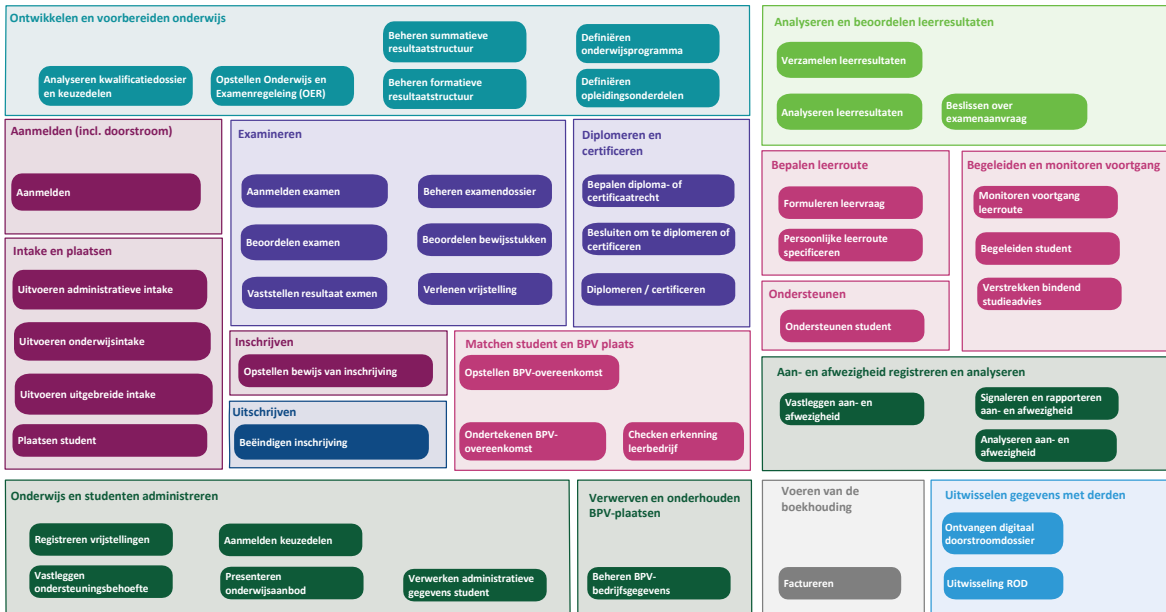 Ontwikkelen en voorbereiden onderwijs
Analyseren kwalificatiedossier
en keuzedelen
Opstellen Onderwijs en
Examenregeleing (OER)
Beheren summatieve
resultaatstructuur
Beheren formatieve
resultaatstructuur
Definiëren
onderwijsprogramma
Definiëren
opleidingsonderdelen
Analyseren en beoordelen leerresultaten
Verzamelen leerresultaten
Analyseren leerresultaten
Beslissen over
examenaanvraag
Aanmelden (incl. doorstroom)
Aanmelden
Intake en plaatsen
Uitvoeren administratieve intake
Uitvoeren onderwijsintake
Uitvoeren uitgebreide intake
Plaatsen student
Examineren
Aanmelden examen
Beheren examendossier
Beoordelen examen
Beoordelen bewijsstukken
Vaststellen resultaat exmen
Verlenen vrijstelling
Diplomeren en
certificeren
Bepalen diploma- of
certificaatrecht
Besluiten om te diplomeren of
certificeren
Diplomeren / certificeren
Bepalen leerroute
Formuleren leervraag
Persoonlijke leerroute
specificeren
Begeleiden en monitoren voortgang
Monitoren voortgang
leerroute
Begeleiden student
Verstrekken bindend
studieadvies
Ondersteunen
Ondersteunen student
Inschrijven
Opstellen bewijs van inschrijving
Uitschrijven
Beëindigen inschrijving
Matchen student en BPV plaats
Opstellen BPV-overeenkomst
Ondertekenen BPV-
overeenkomst
Checken erkenning
leerbedrijf
Aan- en afwezigheid registreren en analyseren
Vastleggen aan- en
afwezigheid
Signaleren en rapporteren
aan- en afwezigheid
Analyseren aan- en
afwezigheid
Onderwijs en studenten administreren
Registreren vrijstellingen
Aanmelden keuzedelen
Vastleggen
ondersteuningsbehoefte
Presenteren
onderwijsaanbod
Verwerken administratieve
gegevens student
Verwerven en onderhouden
BPV-plaatsen
Beheren BPV-
bedrijfsgegevens
Voeren van de
boekhouding
Factureren
Uitwisselen gegevens met derden
Ontvangen digitaal
doorstroomdossier
Uitwisseling ROD